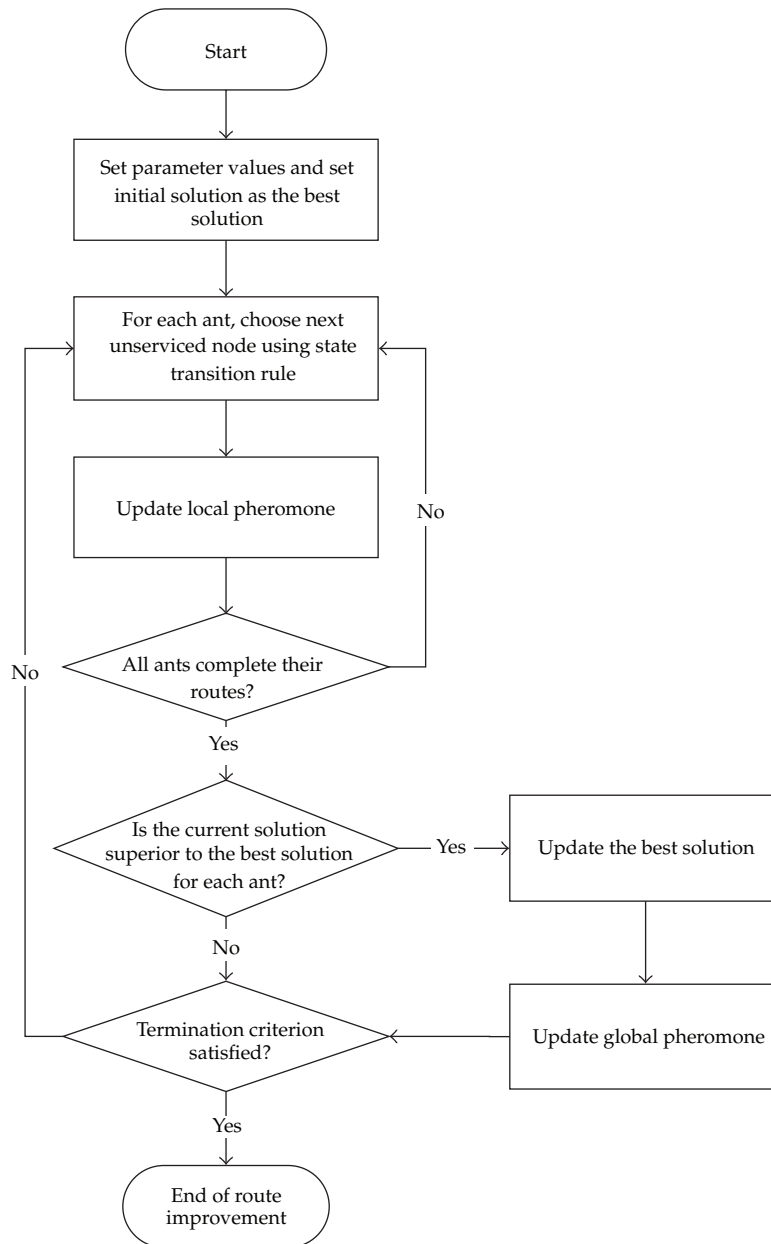 Start
Set parameter values and set
initial solution as the best
solution
For each ant, choose next
unserviced node using state
transition rule
Update local pheromone
No
All ants complete their
routes?
No
Yes
Is the current solution
superior to the best solution
for each ant?
Yes
Update the best solution
No
Termination criterion
satisfied?
Update global pheromone
Yes
End of route
improvement